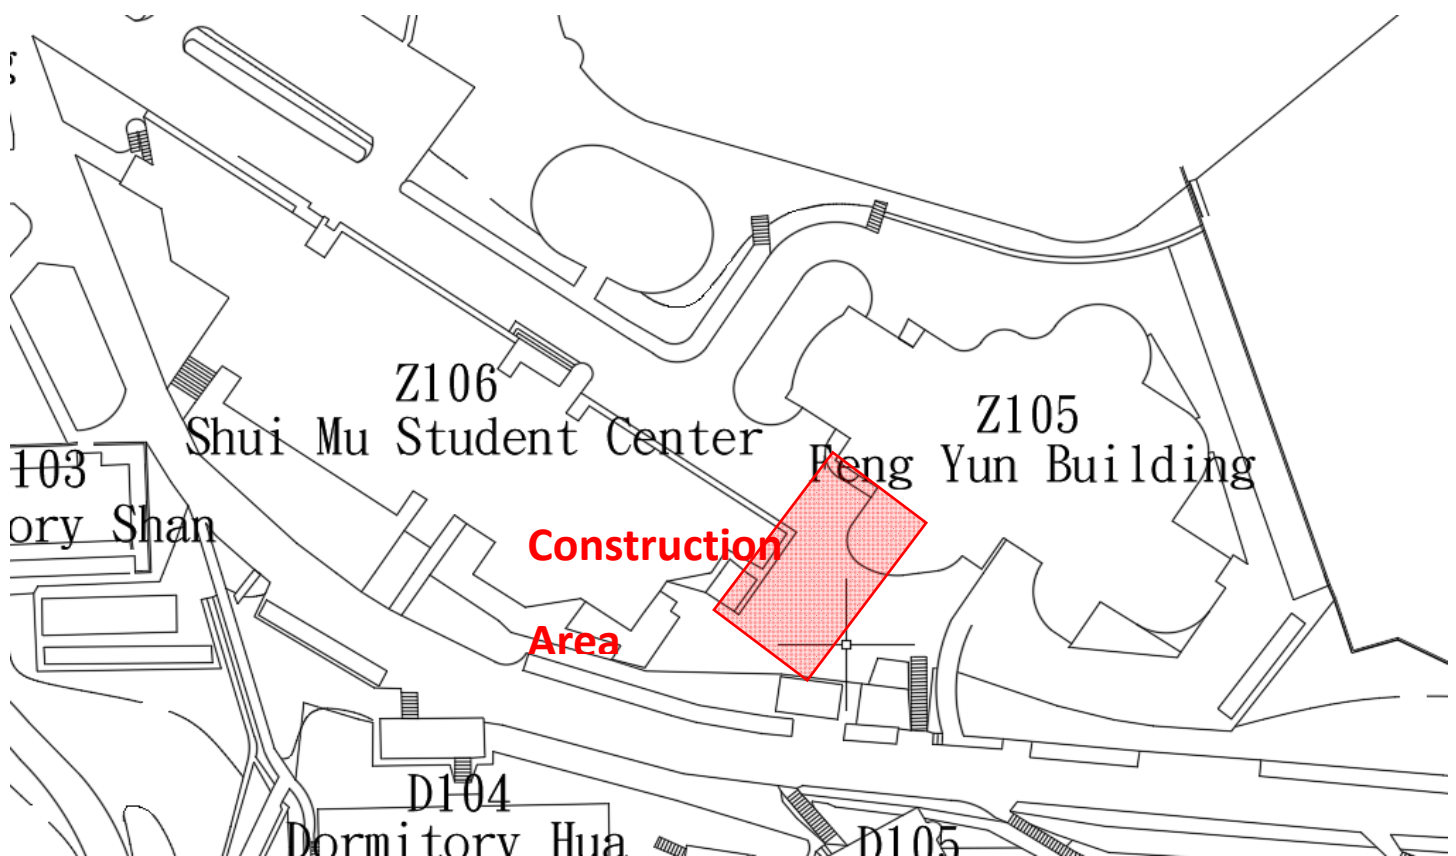 Z106
Shui Mu Student Center
Z105
Feng Yun Building
103
ory Shan
Construction
Area
D104
Dormitory Hua
D105